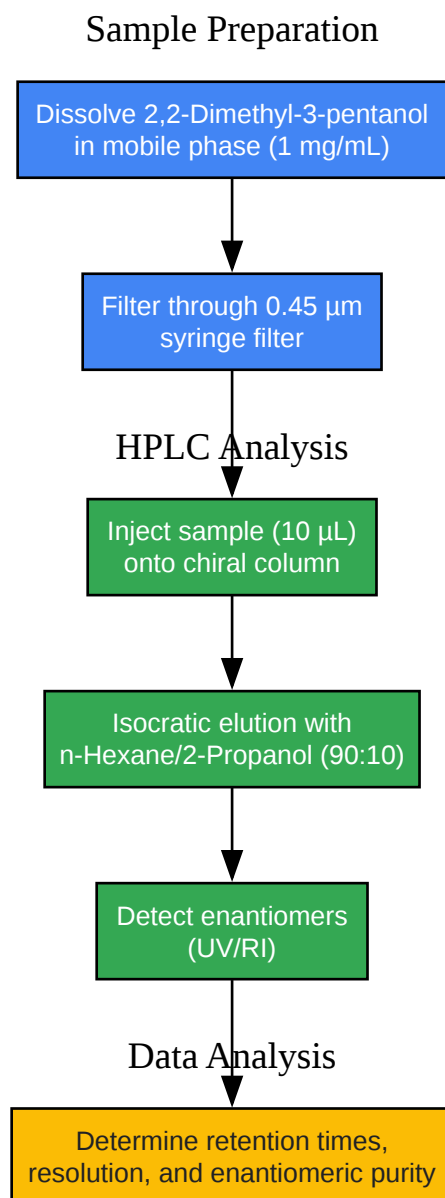 Sample Preparation
Dissolve 2,2-Dimethyl-3-pentanol
in mobile phase (1 mg/mL)
Filter through 0.45 µm
syringe filter
HPLC Analysis
Inject sample (10 µL)
onto chiral column
Isocratic elution with
n-Hexane/2-Propanol (90:10)
Detect enantiomers
(UV/RI)
Data Analysis
Determine retention times,
resolution, and enantiomeric purity